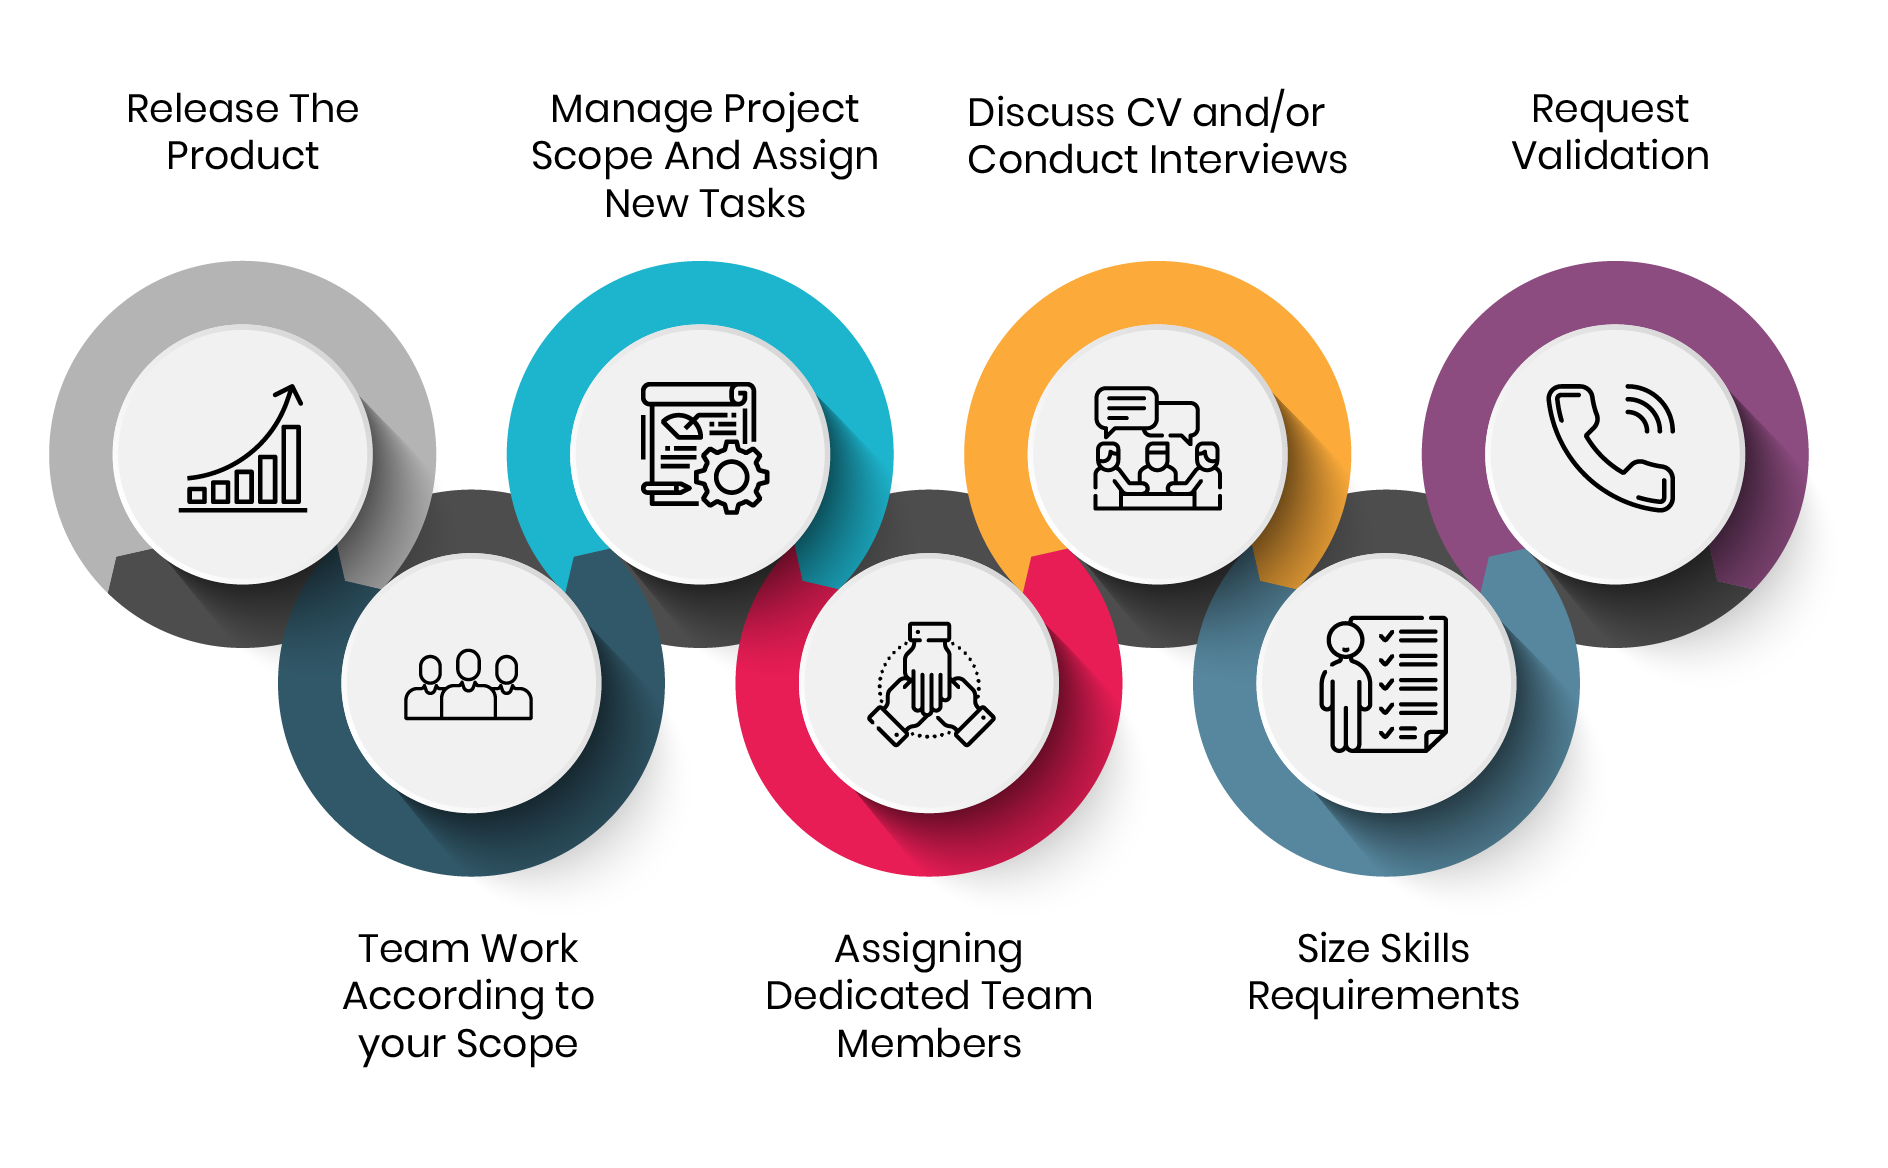 Release The
Product
Manage Project
Scope And Assign
New Tasks
Discuss CV and/or
Conduct Interviews
Request
Validation
Team Work
According to
your Scope
Assigning
Dedicated Team
Members
Size Skills
Requirements